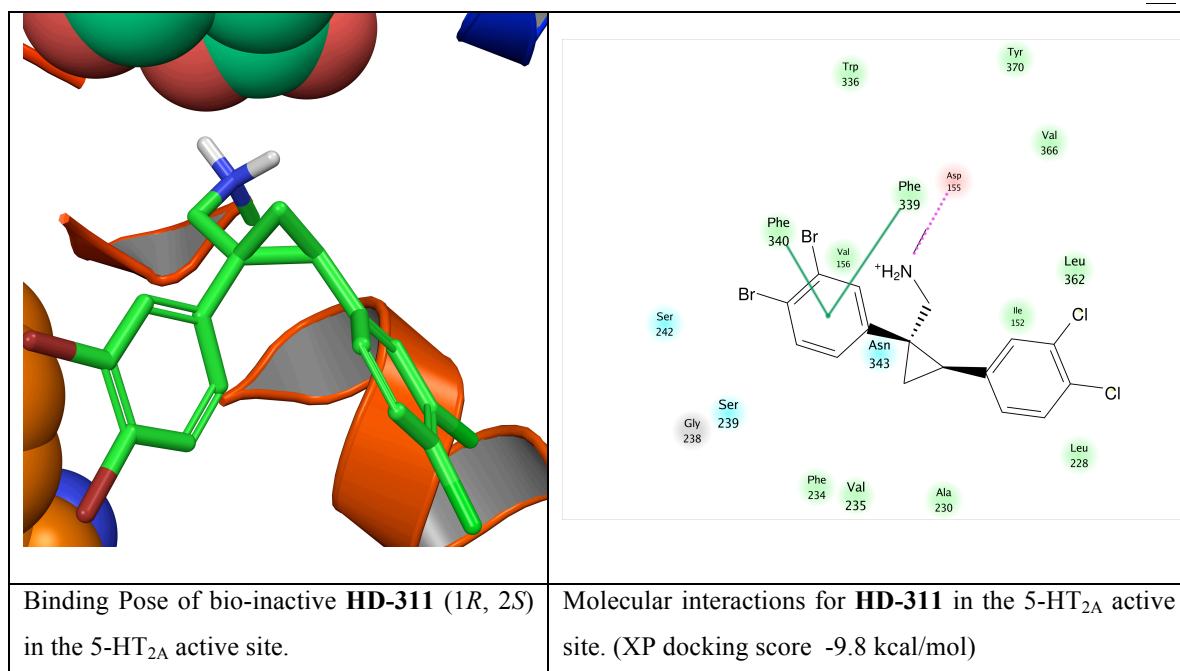 Trp
336
Tyr
370
Val
366
Asp
155
Phe
339
Phe
340
Br
Val
156
Br
+H₂N
Leu
362
Ser
242
Ile
152
Cl
Asn
343
Cl
Ser
239
Gly
238
Leu
228
Phe
234
Val
235
Ala
230
Binding Pose of bio-inactive HD-311 (1R, 2S)
in the 5-HT₂A active site.
Molecular interactions for HD-311 in the 5-HT₂A active
site. (XP docking score -9.8 kcal/mol)